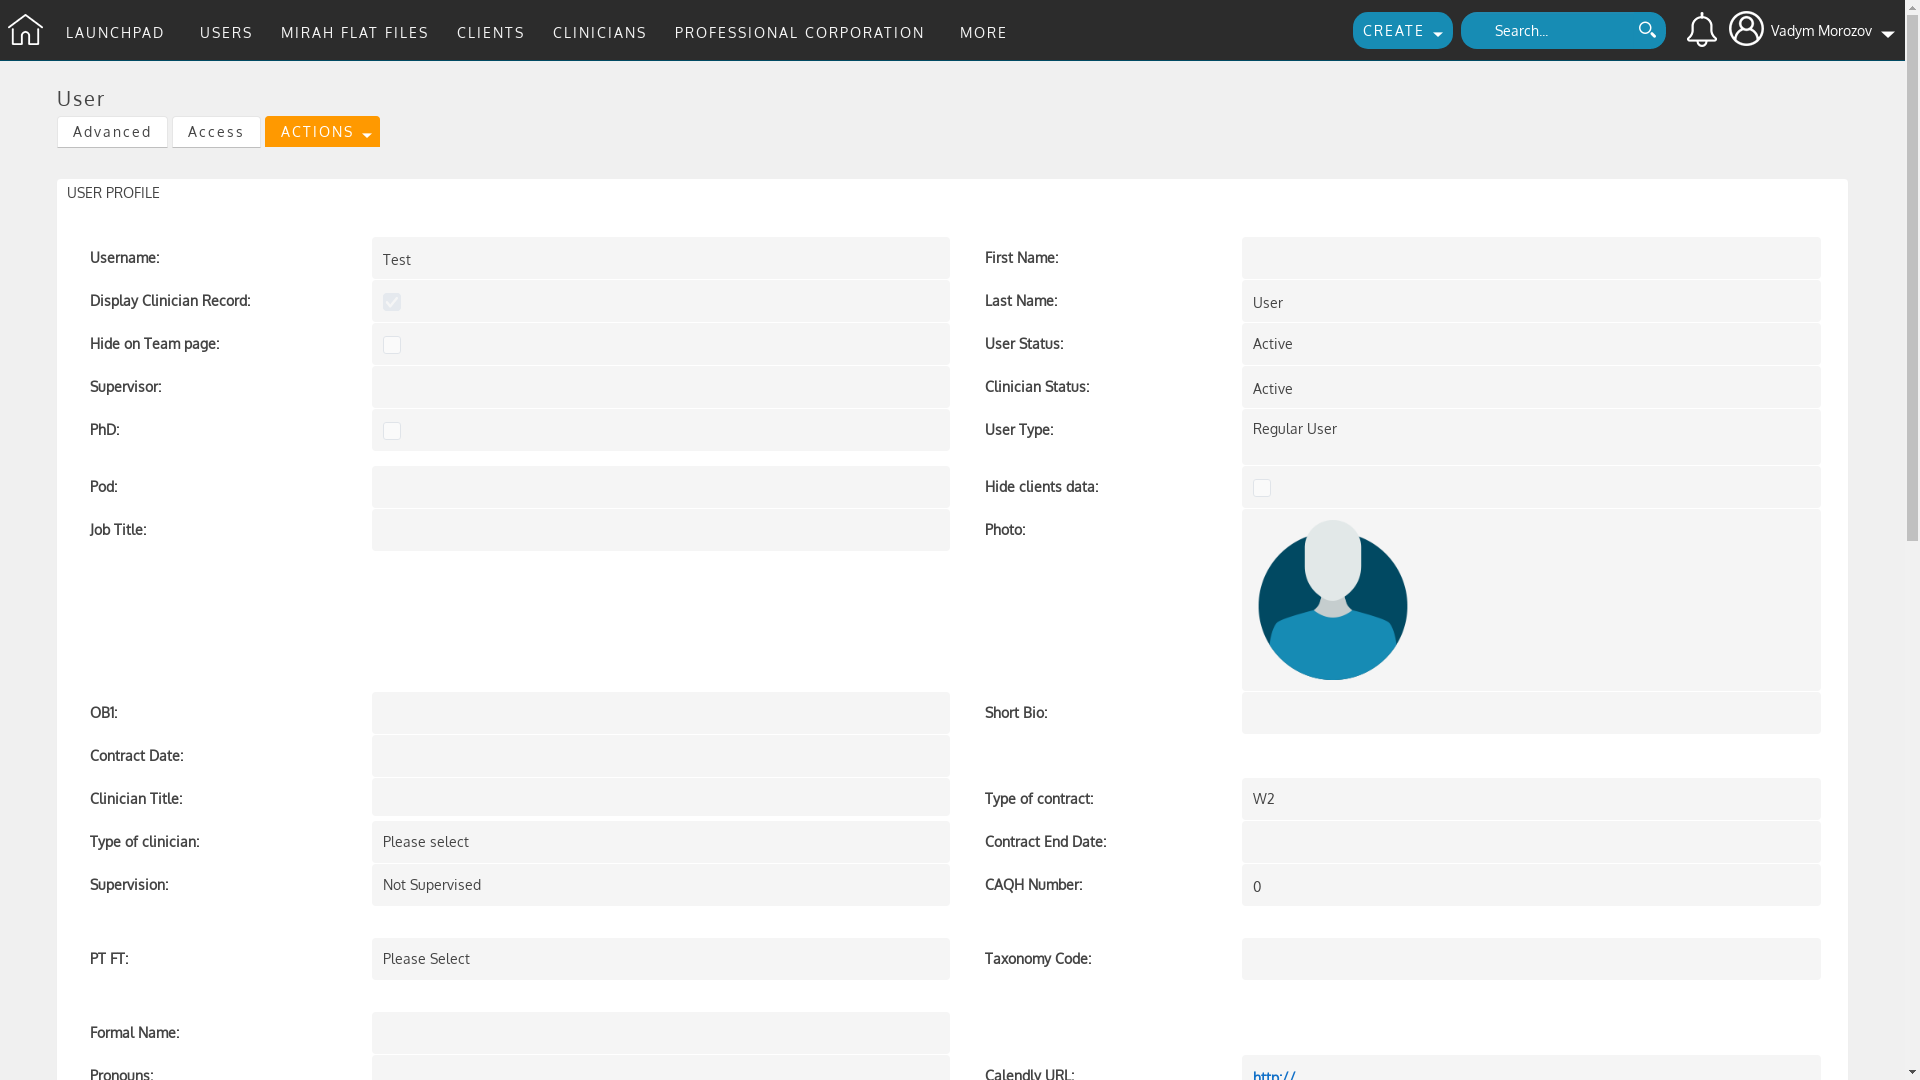 LAUNCHPAD USERS MIRAH FLAT FILES CLIENTS CLINICIANS PROFESSIONAL CORPORATION MORE CREATE Search... Vadym Morozov
User
Advanced Access ACTIONS
USER PROFILE
Username: Test First Name:
Display Clinician Record: Last Name: User
Hide on Team page: User Status: Active
Supervisor: Clinician Status: Active
PhD: User Type: Regular User
Pod: Hide clients data:
Job Title: Photo:
OB1: Short Bio:
Contract Date:
Clinician Title: Type of contract: W2
Type of clinician: Please select Contract End Date:
Supervision: Not Supervised CAQH Number: 0
PT FT: Please Select Taxonomy Code:
Formal Name:
Pronouns: Calendly URL: http://